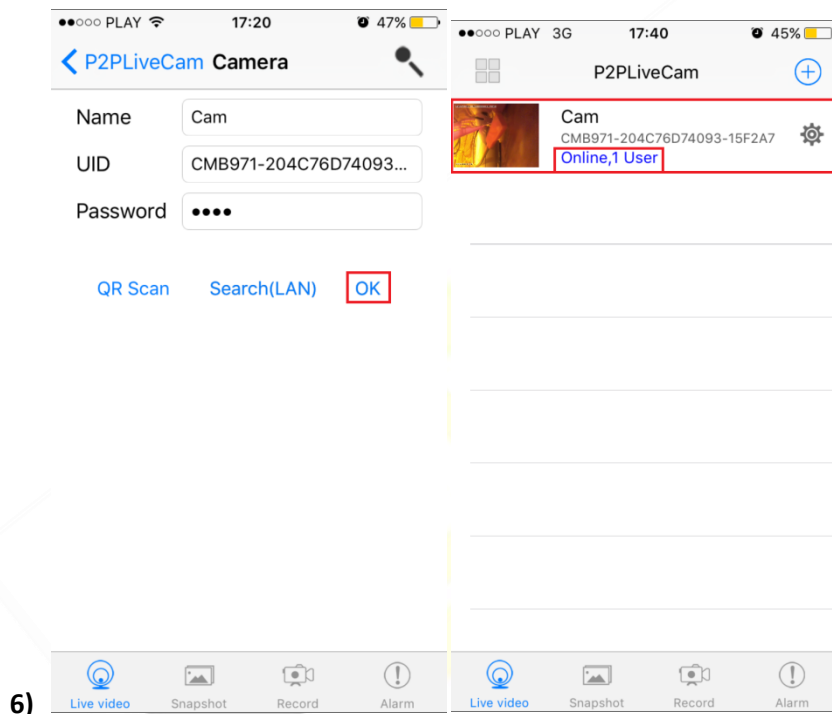 PLAY 17:20 47%
P2PLiveCam Camera
Name Cam
UID CMB971-204C76D74093...
Password ••••
QR Scan Search(LAN) OK
Live video Snapshot Record Alarm
PLAY 3G 17:40 45%
P2PLiveCam
Cam
CMB971-204C76D74093-15F2A7
Online,1 User
Live video Snapshot Record Alarm
6)